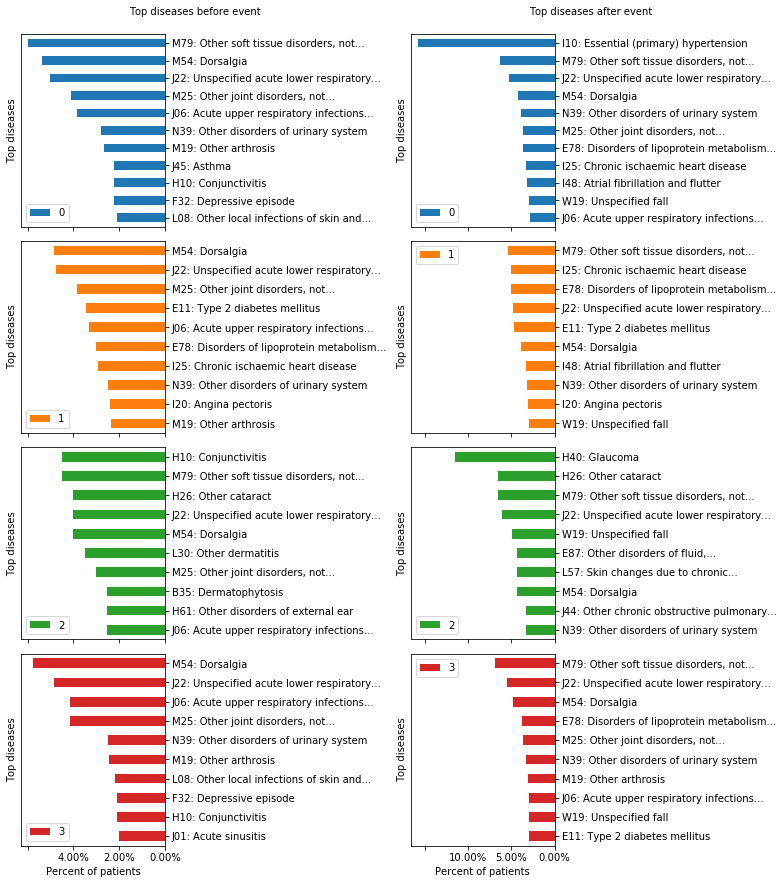 Top diseases before event
Top diseases after event
Top diseases
M79: Other soft tissue disorders, not...
M54: Dorsalgia
J22: Unspecified acute lower respiratory...
M25: Other joint disorders, not...
J06: Acute upper respiratory infections...
N39: Other disorders of urinary system
M19: Other arthrosis
J45: Asthma
H10: Conjunctivitis
F32: Depressive episode
L08: Other local infections of skin and...
0
Top diseases
I10: Essential (primary) hypertension
M79: Other soft tissue disorders, not...
J22: Unspecified acute lower respiratory...
M54: Dorsalgia
N39: Other disorders of urinary system
M25: Other joint disorders, not...
E78: Disorders of lipoprotein metabolism...
I25: Chronic ischaemic heart disease
I48: Atrial fibrillation and flutter
W19: Unspecified fall
J06: Acute upper respiratory infections...
0
Top diseases
M54: Dorsalgia
J22: Unspecified acute lower respiratory...
M25: Other joint disorders, not...
E11: Type 2 diabetes mellitus
J06: Acute upper respiratory infections...
E78: Disorders of lipoprotein metabolism...
I25: Chronic ischaemic heart disease
N39: Other disorders of urinary system
I20: Angina pectoris
M19: Other arthrosis
1
Top diseases
1
M79: Other soft tissue disorders, not...
I25: Chronic ischaemic heart disease
E78: Disorders of lipoprotein metabolism...
J22: Unspecified acute lower respiratory...
E11: Type 2 diabetes mellitus
M54: Dorsalgia
I48: Atrial fibrillation and flutter
N39: Other disorders of urinary system
I20: Angina pectoris
W19: Unspecified fall
Top diseases
H10: Conjunctivitis
M79: Other soft tissue disorders, not...
H26: Other cataract
J22: Unspecified acute lower respiratory...
M54: Dorsalgia
L30: Other dermatitis
M25: Other joint disorders, not...
B35: Dermatophytosis
H61: Other disorders of external ear
J06: Acute upper respiratory infections...
2
Top diseases
H40: Glaucoma
H26: Other cataract
M79: Other soft tissue disorders, not...
J22: Unspecified acute lower respiratory...
W19: Unspecified fall
E87: Other disorders of fluid,...
L57: Skin changes due to chronic...
M54: Dorsalgia
J44: Other chronic obstructive pulmonary...
N39: Other disorders of urinary system
2
Top diseases
M54: Dorsalgia
J22: Unspecified acute lower respiratory...
J06: Acute upper respiratory infections...
M25: Other joint disorders, not...
N39: Other disorders of urinary system
M19: Other arthrosis
L08: Other local infections of skin and...
F32: Depressive episode
H10: Conjunctivitis
J01: Acute sinusitis
3
4.00% 2.00% 0.00%
Percent of patients
Top diseases
3
M79: Other soft tissue disorders, not...
J22: Unspecified acute lower respiratory...
M54: Dorsalgia
E78: Disorders of lipoprotein metabolism...
M25: Other joint disorders, not...
N39: Other disorders of urinary system
M19: Other arthrosis
J06: Acute upper respiratory infections...
W19: Unspecified fall
E11: Type 2 diabetes mellitus
10.00% 5.00% 0.00%
Percent of patients